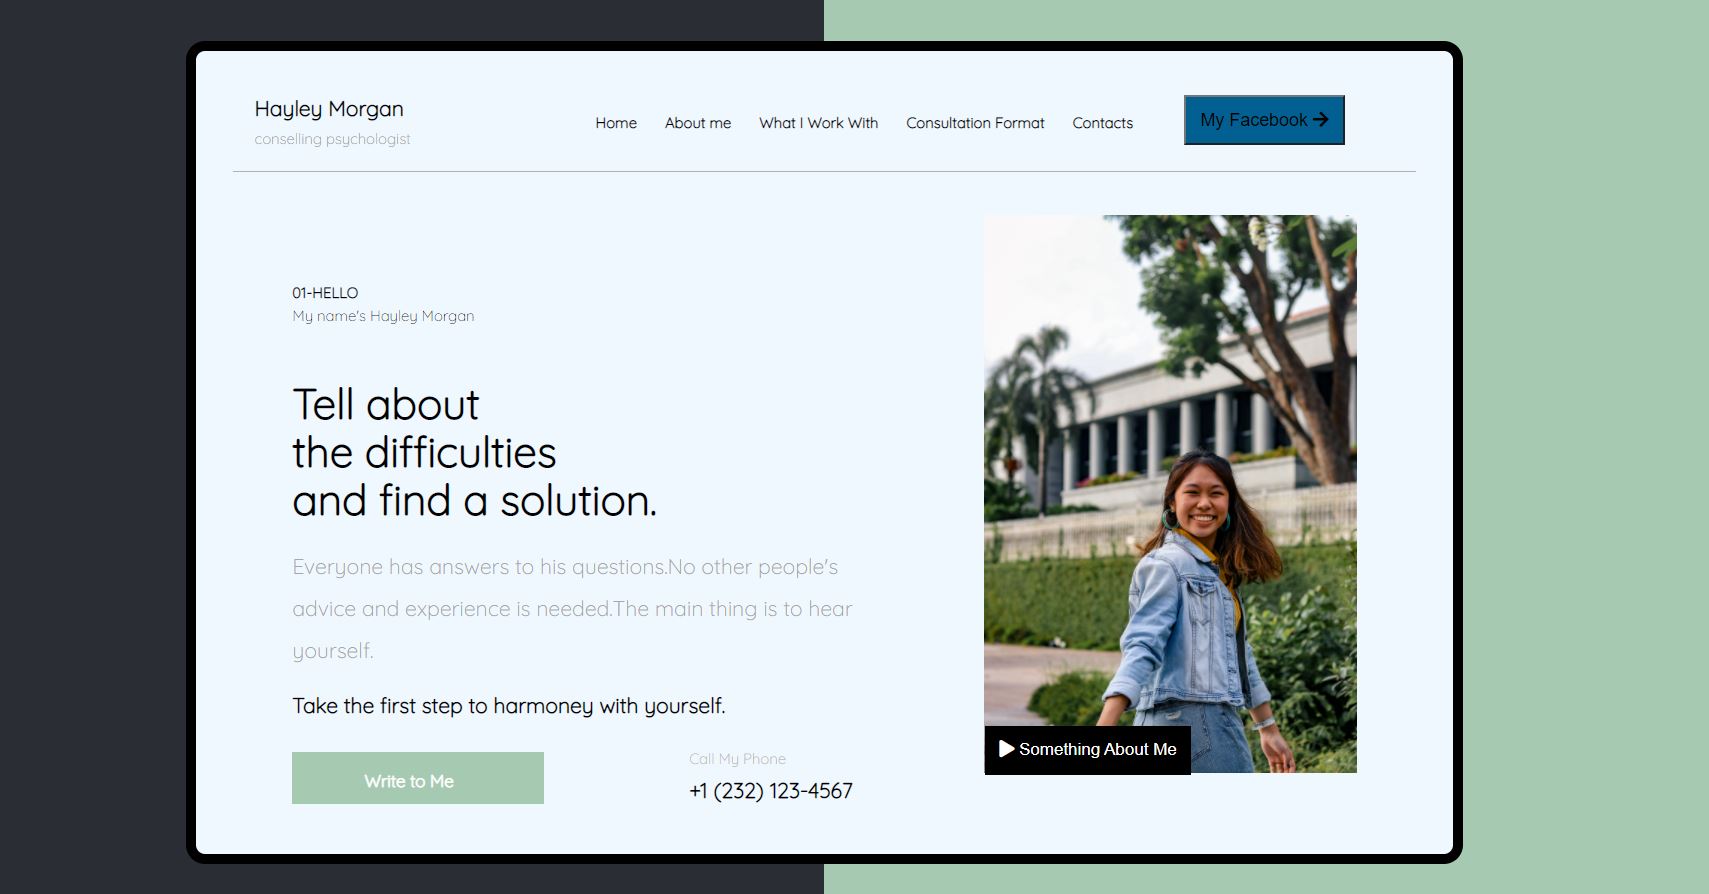 Hayley Morgan
conselling psychologist
Home About me What I Work With Consultation Format Contacts
My Facebook
01-HELLO
My name's Hayley Morgan
Tell about
the difficulties
and find a solution.
Everyone has answers to his questions.No other people's
advice and experience is needed.The main thing is to hear
yourself.
Take the first step to harmoney with yourself.
Write to Me
Call My Phone
+1 (232) 123-4567
Something About Me